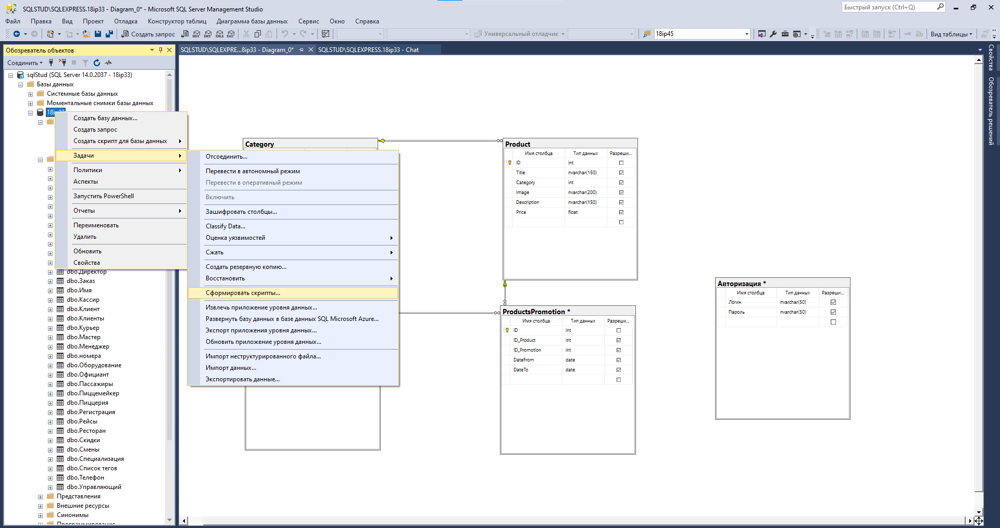 SQLSTUD\SQLEXPRESS.18ip33 - Diagram_0* - Microsoft SQL Server Management Studio
Быстрый запуск (Ctrl+Q)
Файл Правка Вид Проект Отладка Конструктор таблиц Диаграмма базы данных Сервис Окно Справка
Создать запрос MDX DMX XMLA DAX Универсальный отладчик 18ip45 Вид таблицы
Обозреватель объектов
SQLSTUD\SQLEXPRE...8ip33 - Diagram_0*
SQLSTUD\SQLEXPRESS.18ip33 - Chat
Соединить
sqlStud (SQL Server 14.0.2037 - 18ip33)
Базы данных
Системные базы данных
Моментальные снимки базы данных
18ip33
Создать базу данных...
Создать запрос
Создать скрипт для базы данных
Задачи
Политики
Аспекты
Запустить PowerShell
Отчеты
Переименовать
Удалить
Обновить
Свойства
Отсоединить...
Перевести в автономный режим
Перевести в оперативный режим
Включить
Зашифровать столбцы...
Classify Data...
Оценка уязвимостей
Сжать
Создать резервную копию...
Восстановить
Сформировать скрипты...
Извлечь приложение уровня данных...
Развернуть базу данных в базе данных SQL Microsoft Azure...
Экспорт приложения уровня данных...
Обновить приложение уровня данных...
Импорт неструктурированного файла...
Импорт данных...
Экспортировать данные...
dbo.Директор
dbo.Заказ
dbo.Имя
dbo.Кассир
dbo.Клиент
dbo.Клиенты
dbo.Курьер
dbo.Мастер
dbo.Менеджер
dbo.номера
dbo.Оборудование
dbo.Официант
dbo.Пассажиры
dbo.Пиццемейкер
dbo.Пиццерия
dbo.Регистрация
dbo.Рейсы
dbo.Ресторан
dbo.Скидки
dbo.Смены
dbo.Специализация
dbo.Список тегов
dbo.Телефон
dbo.Управляющий
Представления
Внешние ресурсы
Синонимы
Программирование
Category
Product
Имя столбца Тип данных Разреши...
ID int
Title nvarchar(150)
Category int
Image nvarchar(200)
Description nvarchar(150)
Price float
ProductsPromotion *
Имя столбца Тип данных Разреши...
ID int
ID_Product int
ID_Promotion int
DateFrom date
DateTo date
Авторизация *
Имя столбца Тип данных Разреши...
Логин nvarchar(50)
Пароль nvarchar(50)
Свойства
Обозреватель решений